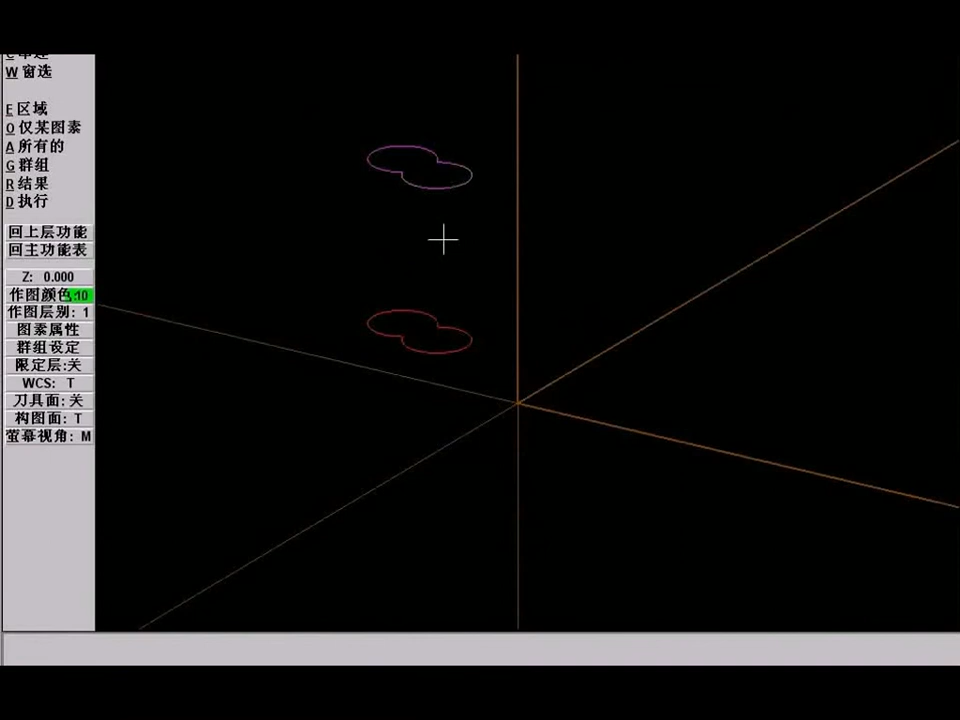 W 窗选
E 区域
O 仅某图素
A 所有的
G 群组
R 结果
D 执行
回上层功能
回主功能表
Z: 0.000
作图颜色:10
作图层别: 1
图素属性
群组设定
限定层:关
WCS: T
刀具面:关
构图面: T
萤幕视角: M